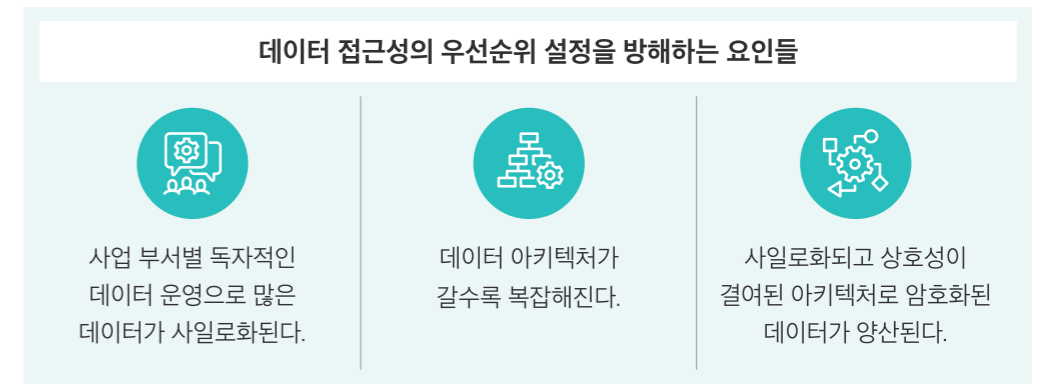 데이터 접근성의 우선순위 설정을 방해하는 요인들
사업 부서별 독자적인
데이터 운영으로 많은
데이터가 사일로화된다.
데이터 아키텍처가
갈수록 복잡해진다.
사일로화되고 상호성이
결여된 아키텍처로 암호화된
데이터가 양산된다.